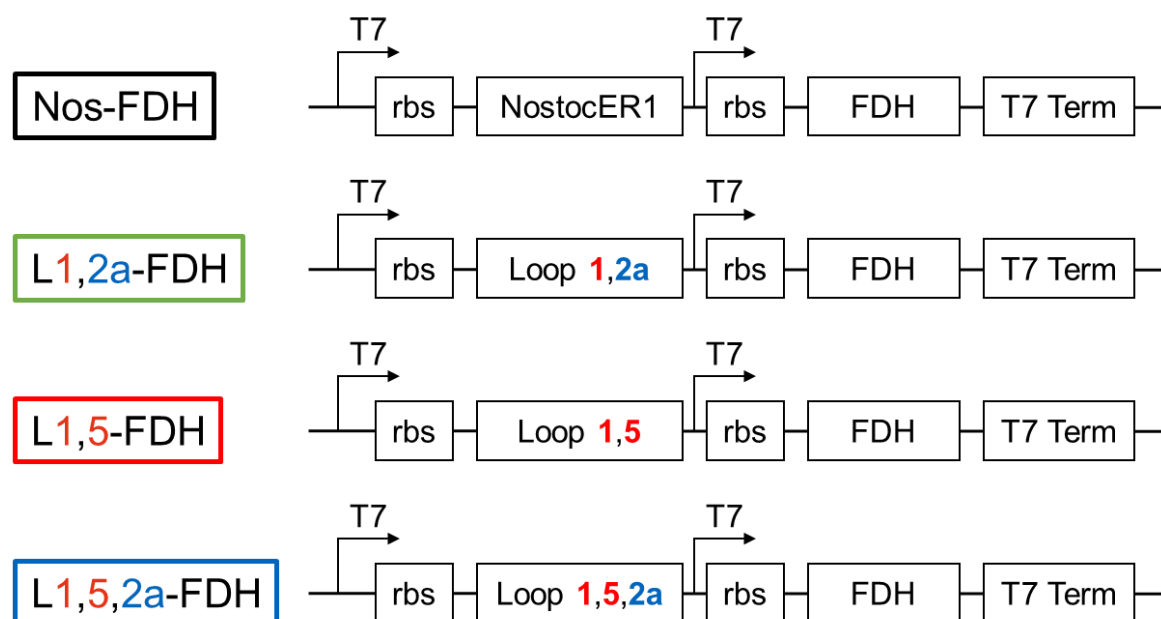 T7 T7
Nos-FDH rbs NostocER1 rbs FDH T7 Term
T7 T7
L1,2a-FDH rbs Loop 1,2a rbs FDH T7 Term
T7 T7
L1,5-FDH rbs Loop 1,5 rbs FDH T7 Term
T7 T7
L1,5,2a-FDH rbs Loop 1,5,2a rbs FDH T7 Term